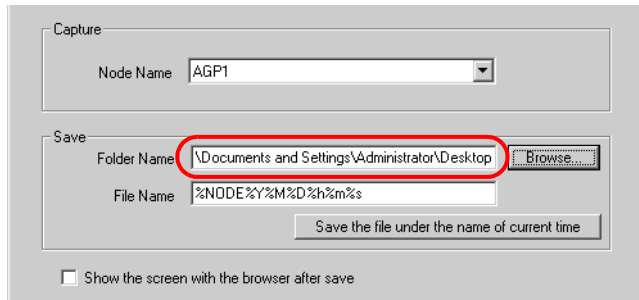 Capture
Node Name AGP1
Save
Folder Name \Documents and Settings\Administrator\Desktop Browse...
File Name %NODE%Y%M%D%h%m%s
Save the file under the name of current time
Show the screen with the browser after save